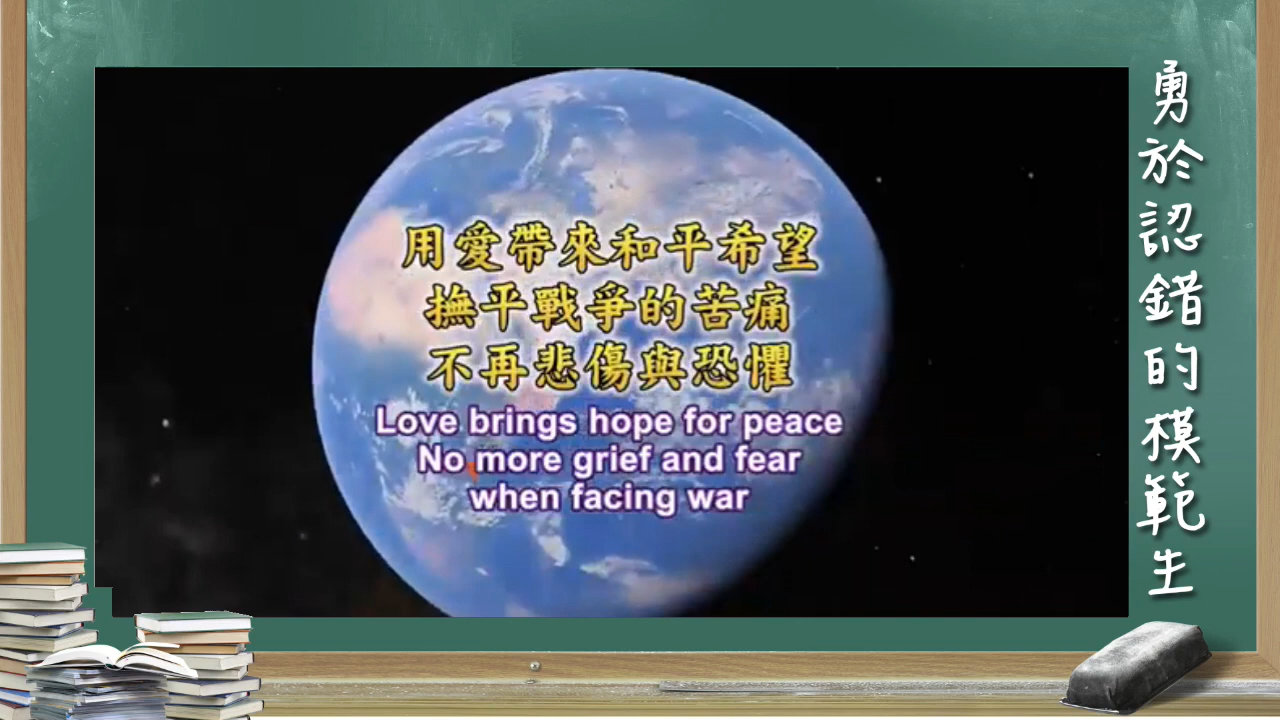 用愛帶來和平希望
撫平戰爭的苦痛
不再悲傷與恐懼
Love brings hope for peace
No more grief and fear
when facing war
勇於認錯的模範生